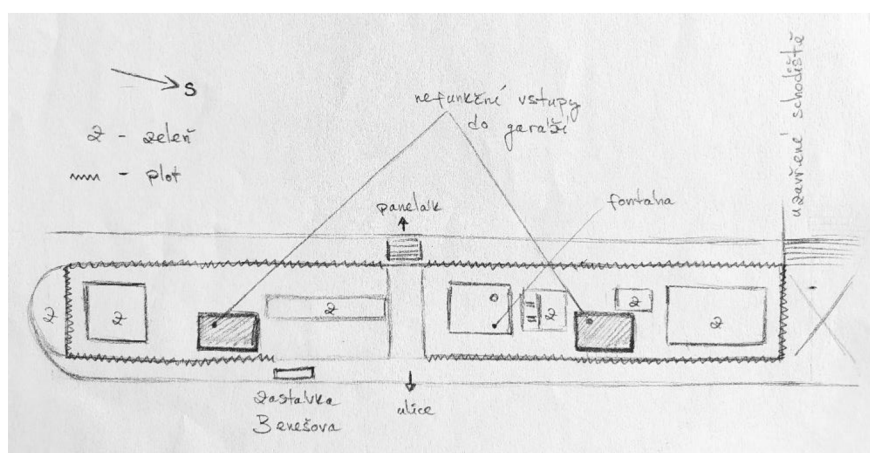 S
z - zeleň
- plot
nefunkční vstupy
do garáží
uzavřené schodiště
panelák
fontána
z
z
z
z
z
z
zastávka
Benešova
ulice